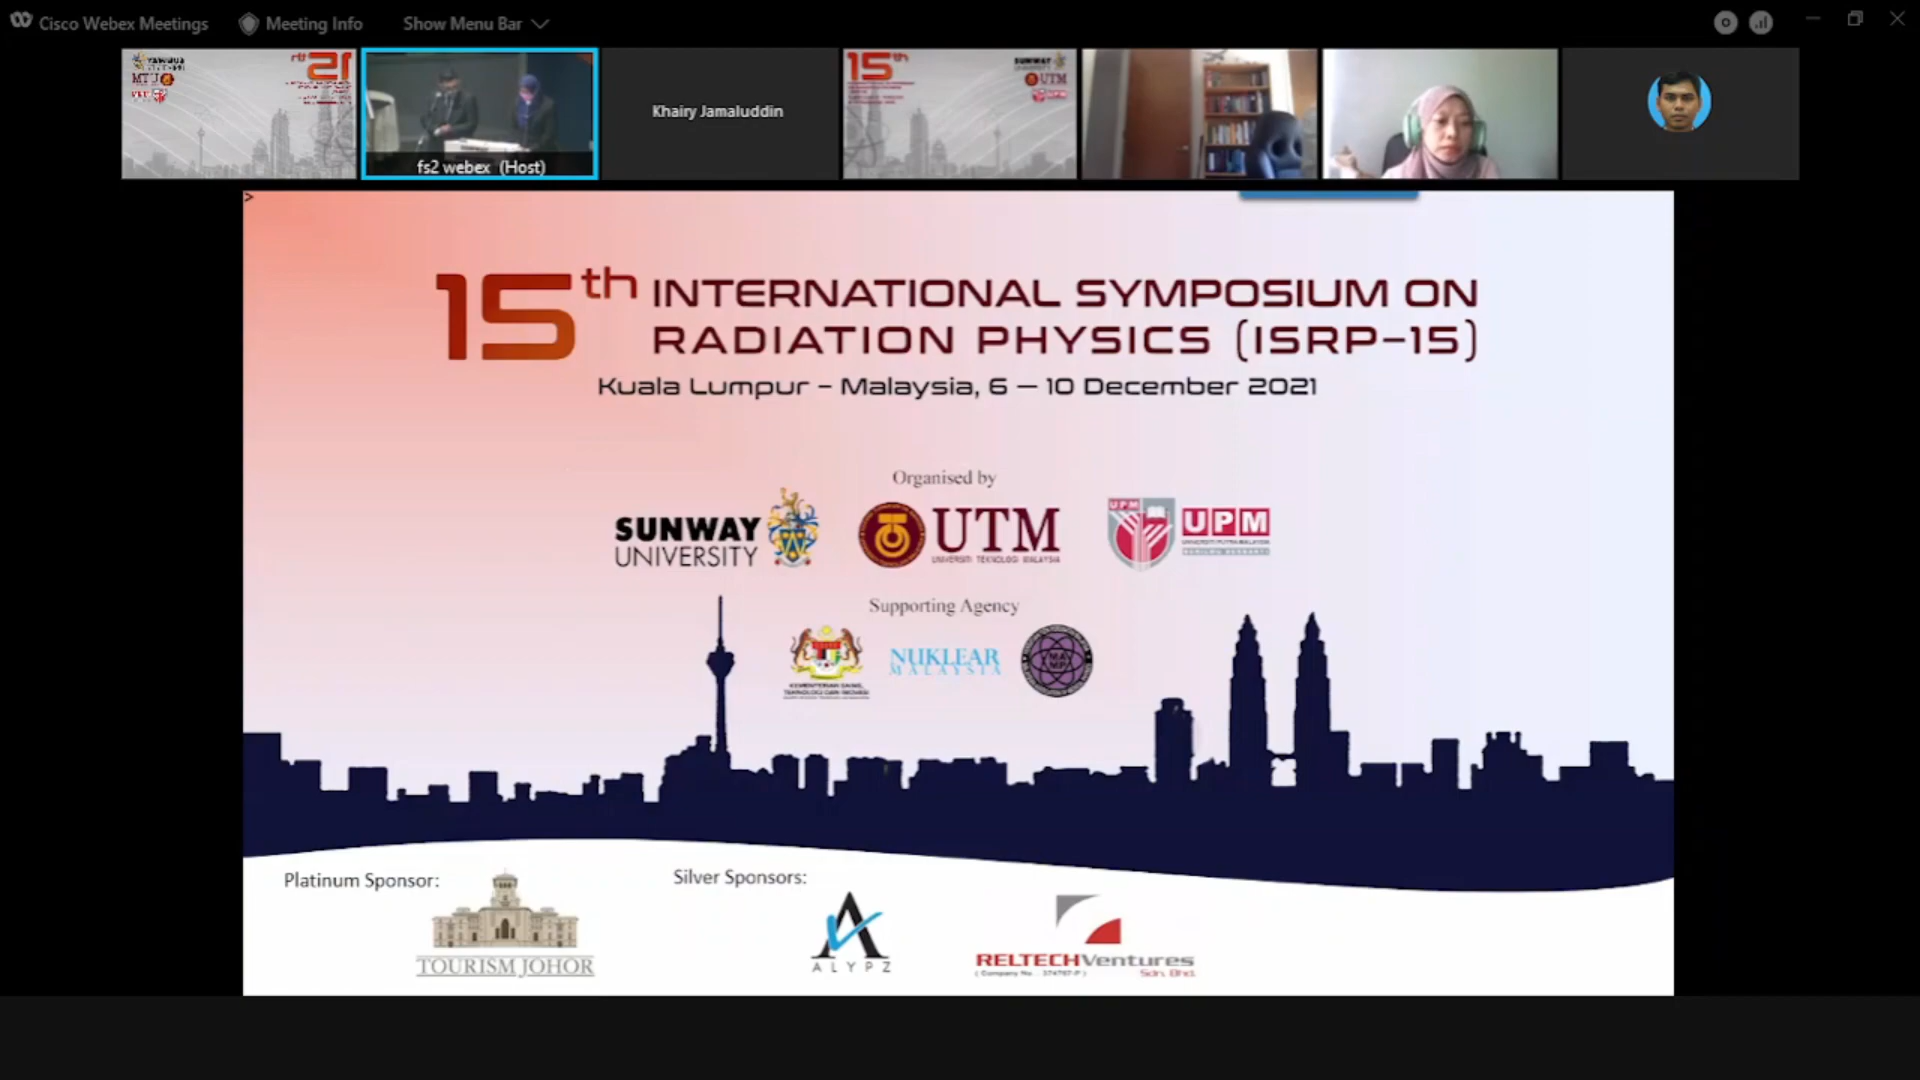 Cisco Webex Meetings
Meeting Info
Show Menu Bar
15th
UTM
fs2 webex (Host)
Khairy Jamaluddin
>
15th INTERNATIONAL SYMPOSIUM ON
RADIATION PHYSICS (ISRP-15)
Kuala Lumpur - Malaysia, 6 — 10 December 2021
Organised by
SUNWAY
UNIVERSITY
UTM
UNIVERSITI TEKNOLOGI MALAYSIA
UPM
UPM
UNIVERSITI PUTRA MALAYSIA
Supporting Agency
KEMENTERIAN SAINS,
TEKNOLOGI DAN INOVASI
NUKLEAR
MALAYSIA
Platinum Sponsor:
TOURISM JOHOR
Silver Sponsors:
ALYPZ
RELTECHVentures
Sdn. Bhd.